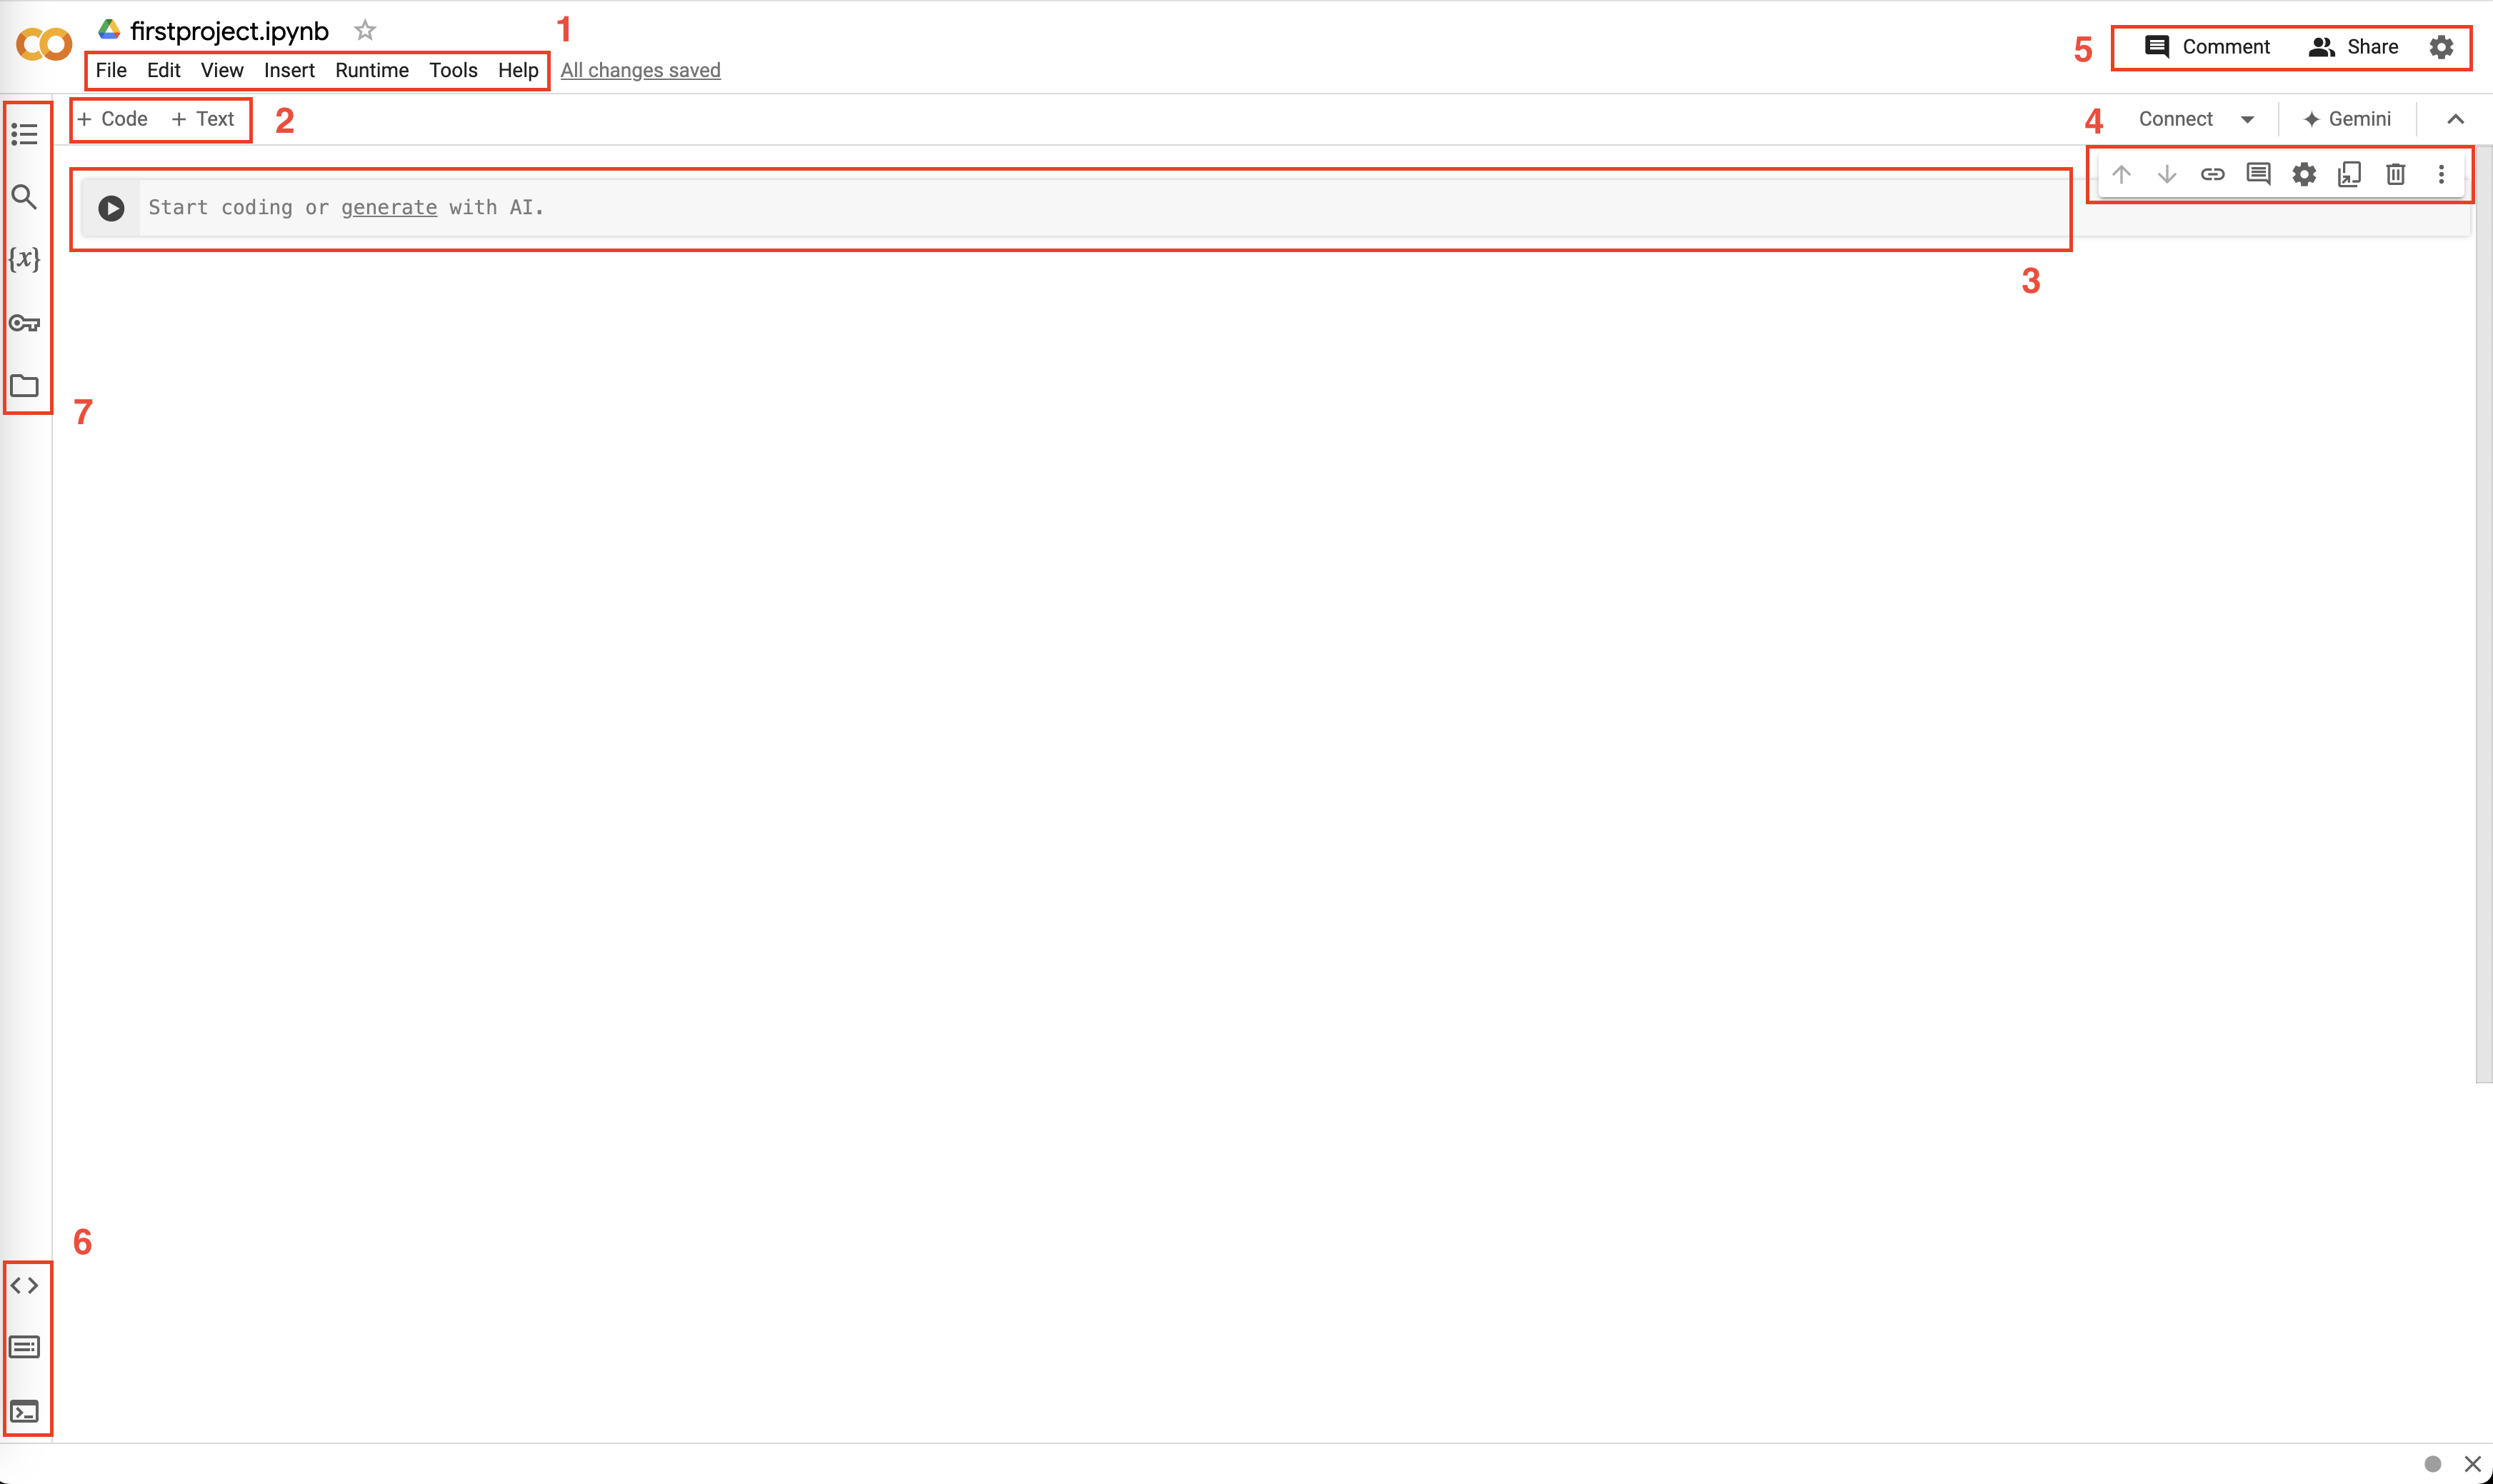 firstproject.ipynb
1
File Edit View Insert Runtime Tools Help All changes saved
5
Comment Share
+ Code + Text
2
4
Connect Gemini
Start coding or generate with AI.
3
{x}
7
6